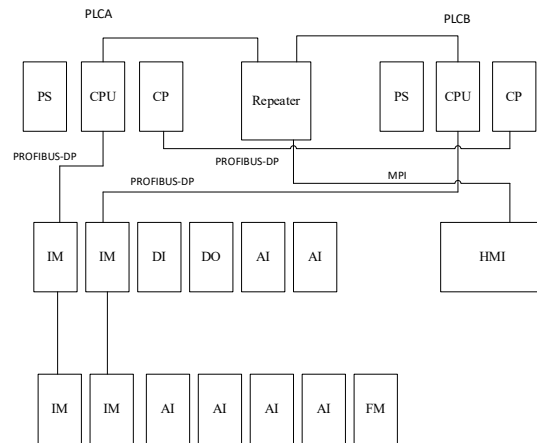 PLCA
PLCB
PS
CPU
CP
Repeater
PS
CPU
CP
PROFIBUS-DP
PROFIBUS-DP
PROFIBUS-DP
MPI
IM
IM
DI
DO
AI
AI
HMI
IM
IM
AI
AI
AI
AI
FM